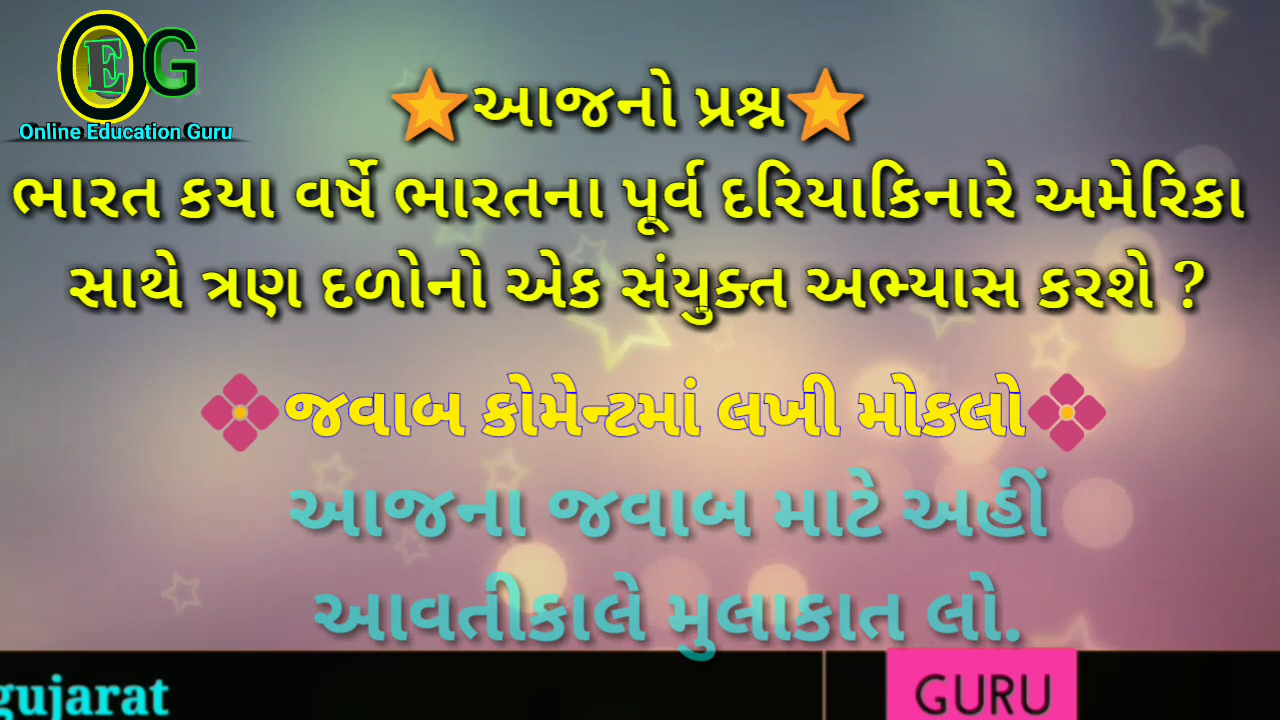 OEG
Online Education Guru
આજનો પ્રશ્ન
ભારત કયા વર્ષે ભારતના પૂર્વ દરિયાકિનારે અમેરિકા
સાથે ત્રણ દળોનો એક સંયુક્ત અભ્યાસ કરશે ?
જવાબ કોમેન્ટમાં લખી મોકલો
આજના જવાબ માટે અહીં
આવતીકાલે મુલાકાત લો.
gujarat
GURU